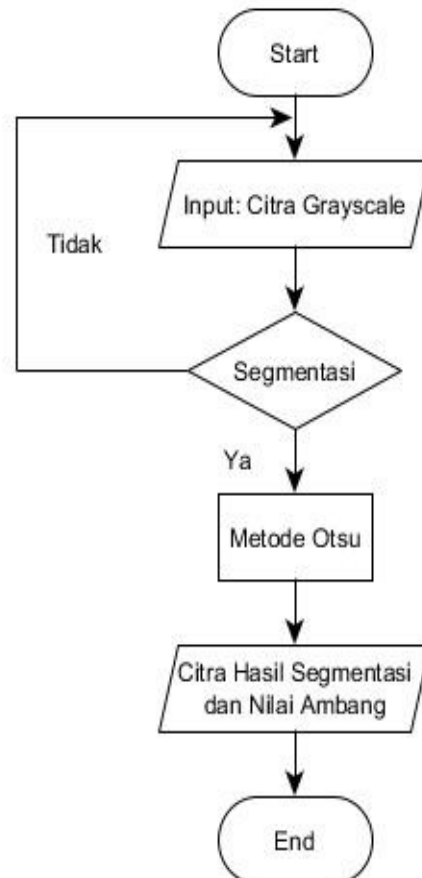 Start
Input: Citra Grayscale
Tidak
Segmentasi
Ya
Metode Otsu
Citra Hasil Segmentasi
dan Nilai Ambang
End